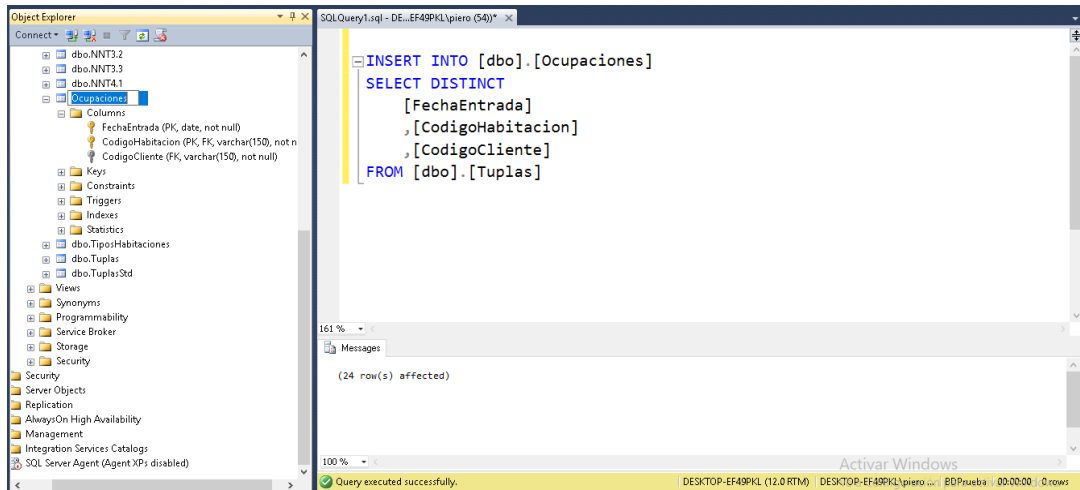 Object Explorer
Connect
dbo.NNT3.2
dbo.NNT3.3
dbo.NNT4.1
Ocupaciones
Columns
FechaEntrada (PK, date, not null)
CodigoHabitacion (PK, FK, varchar(150), not n
CodigoCliente (FK, varchar(150), not null)
Keys
Constraints
Triggers
Indexes
Statistics
dbo.TiposHabitaciones
dbo.Tuplas
dbo.TuplasStd
Views
Synonyms
Programmability
Service Broker
Storage
Security
Security
Server Objects
Replication
AlwaysOn High Availability
Management
Integration Services Catalogs
SQL Server Agent (Agent XPs disabled)
SQLQuery1.sql - DE...EF49PKL\piero (54))*
INSERT INTO [dbo].[Ocupaciones]
SELECT DISTINCT
[FechaEntrada]
,[CodigoHabitacion]
,[CodigoCliente]
FROM [dbo].[Tuplas]
161 %
Messages
(24 row(s) affected)
100 %
Activar Windows
Query executed successfully.
DESKTOP-EF49PKL (12.0 RTM)
DESKTOP-EF49PKL\piero ...
BDPrueba
00:00:00
0 rows